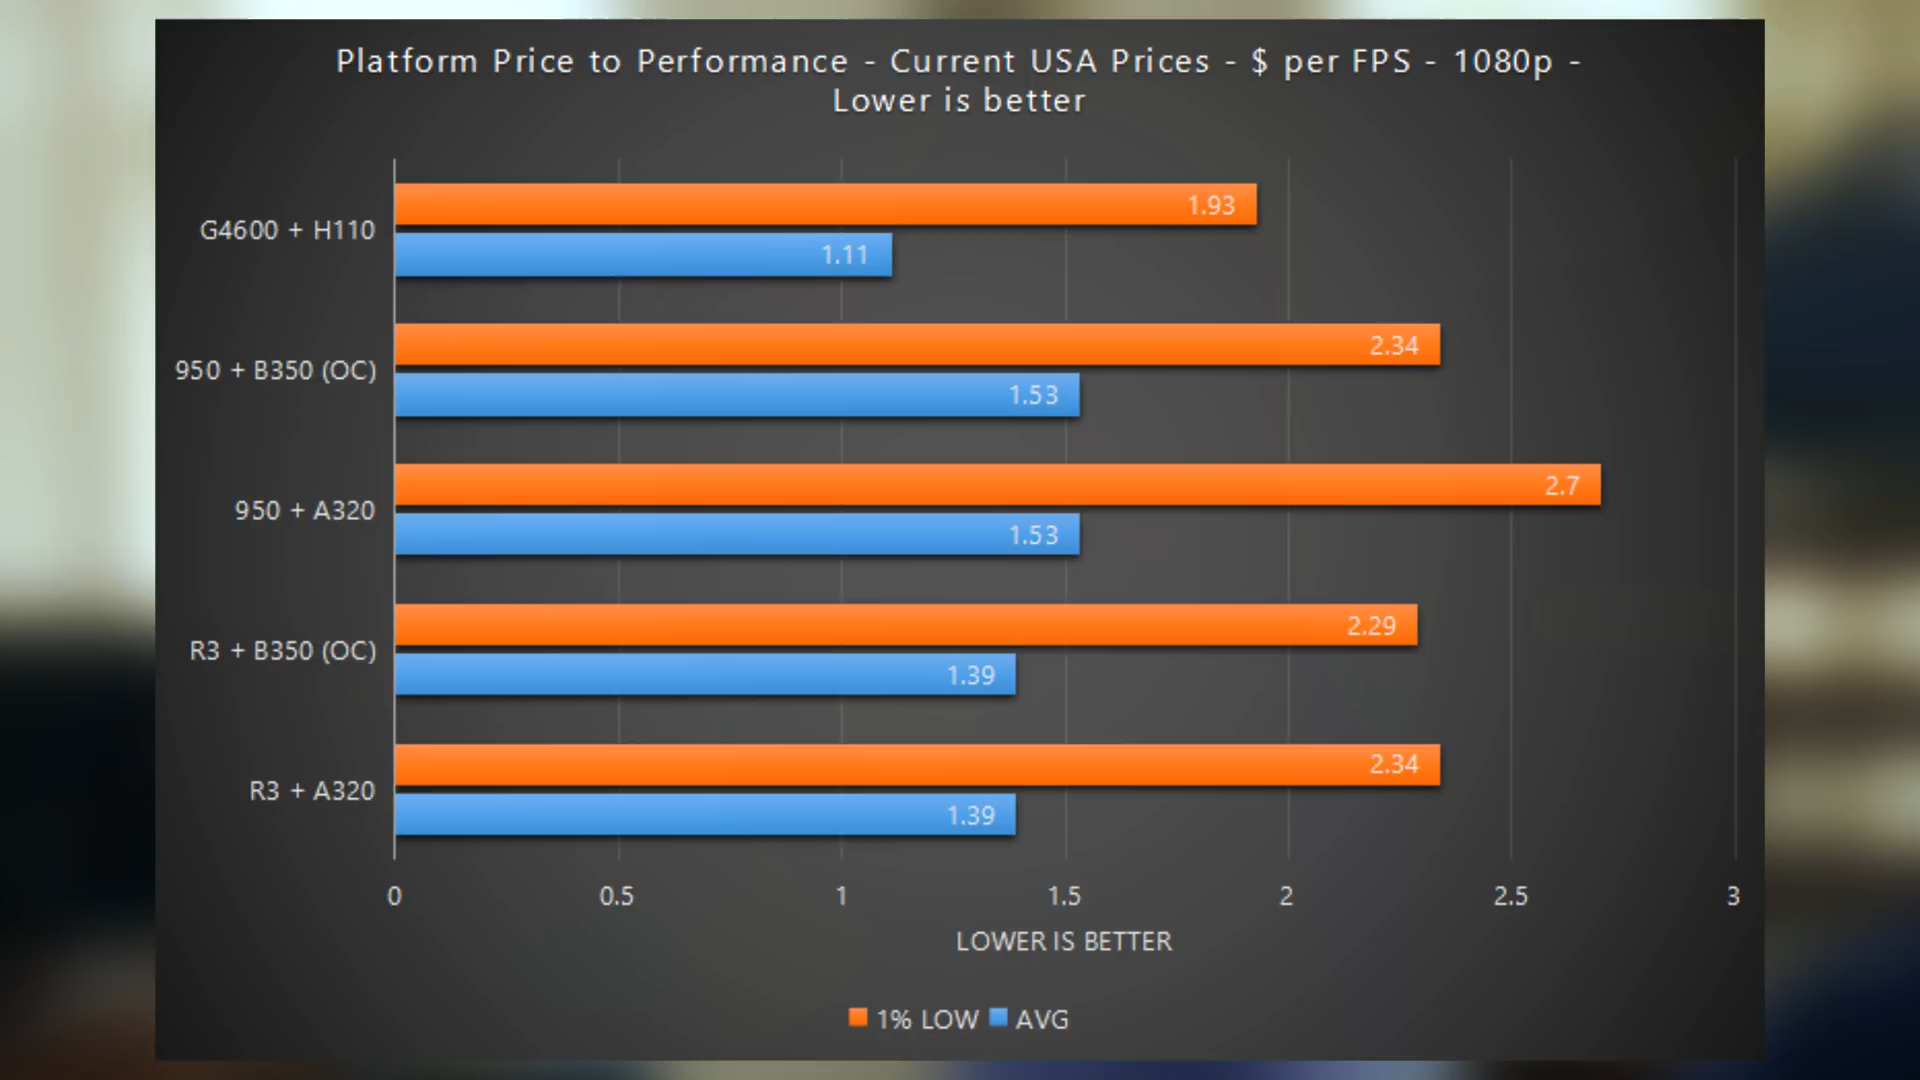 Platform Price to Performance - Current USA Prices - $ per FPS - 1080p -
Lower is better
G4600 + H110
1.93
1.11
950 + B350 (OC)
2.34
1.53
950 + A320
2.7
1.53
R3 + B350 (OC)
2.29
1.39
R3 + A320
2.34
1.39
0 0.5 1 1.5 2 2.5 3
LOWER IS BETTER
1% LOW AVG